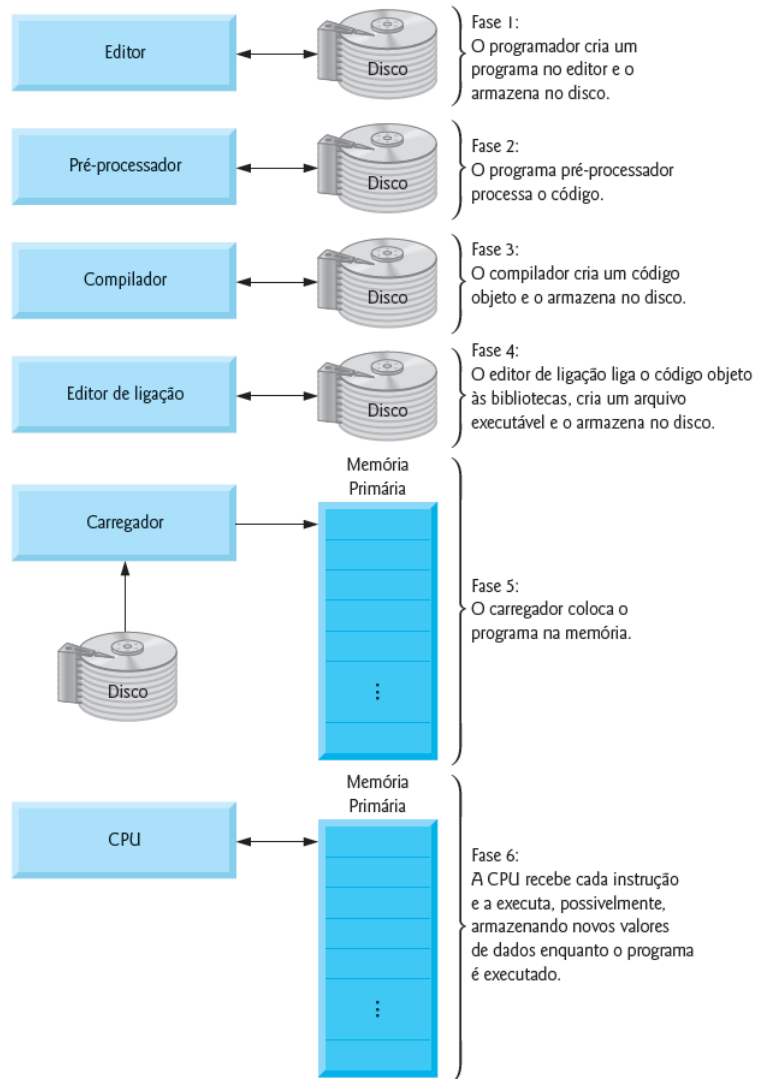 Editor
Disco
Fase 1:
O programador cria um
programa no editor e o
armazena no disco.
Pré-processador
Disco
Fase 2:
O programa pré-processador
processa o código.
Compilador
Disco
Fase 3:
O compilador cria um código
objeto e o armazena no disco.
Editor de ligação
Disco
Fase 4:
O editor de ligação liga o código objeto
às bibliotecas, cria um arquivo
executável e o armazena no disco.
Carregador
Disco
Memória
Primária
Fase 5:
O carregador coloca o
programa na memória.
CPU
Memória
Primária
Fase 6:
A CPU recebe cada instrução
e a executa, possivelmente,
armazenando novos valores
de dados enquanto o programa
é executado.